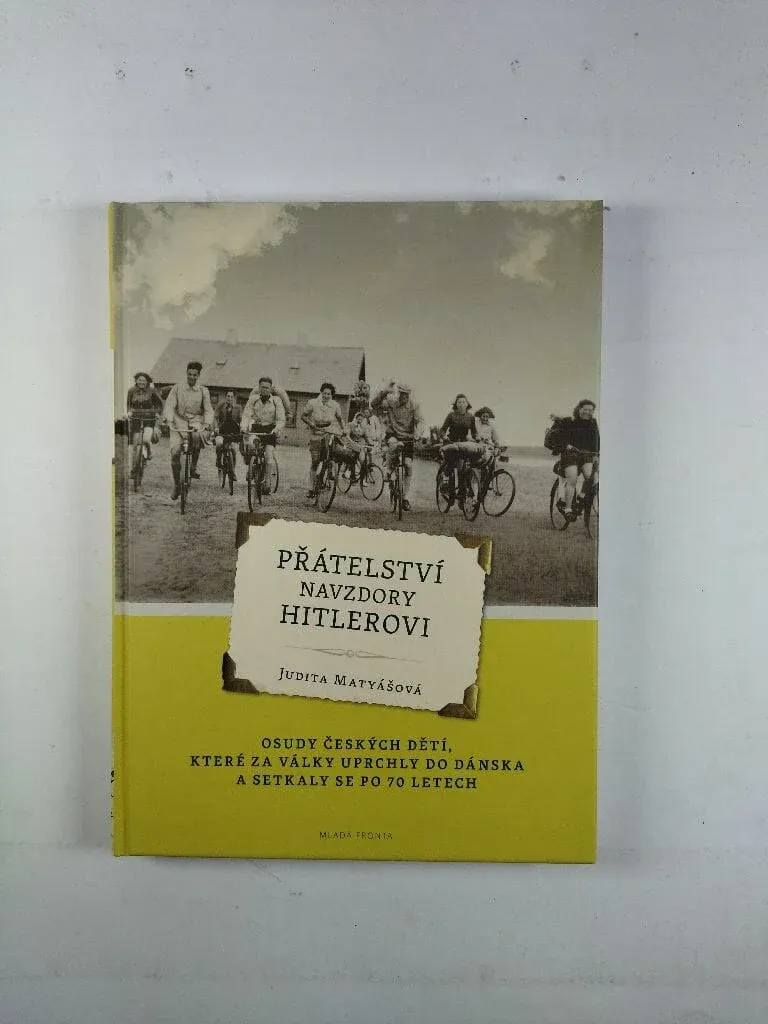 PŘÁTELSTVÍ
NAVZDORY
HITLEROVI
JUDITA MATYÁŠOVÁ
OSUDY ČESKÝCH DĚTÍ,
KTERÉ ZA VÁLKY UPRCHLY DO DÁNSKA
A SETKALY SE PO 70 LETECH
MLADÁ FRONTA